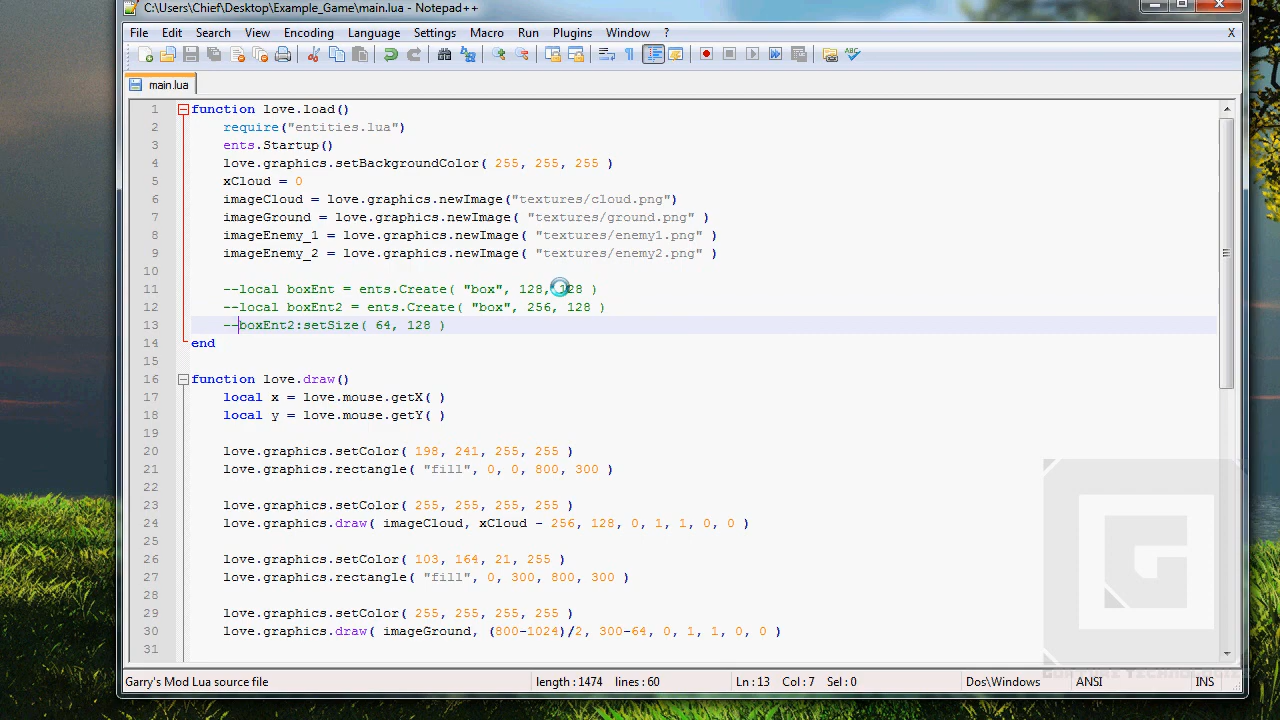 C:\Users\Chief\Desktop\Example_Game\main.lua - Notepad++
File Edit Search View Encoding Language Settings Macro Run Plugins Window ? X
main.lua
1 function love.load()
2 require("entities.lua")
3 ents.Startup()
4 love.graphics.setBackgroundColor( 255, 255, 255 )
5 xCloud = 0
6 imageCloud = love.graphics.newImage("textures/cloud.png")
7 imageGround = love.graphics.newImage( "textures/ground.png" )
8 imageEnemy_1 = love.graphics.newImage( "textures/enemy1.png" )
9 imageEnemy_2 = love.graphics.newImage( "textures/enemy2.png" )
10
11 --local boxEnt = ents.Create( "box", 128, 128 )
12 --local boxEnt2 = ents.Create( "box", 256, 128 )
13 --boxEnt2:setSize( 64, 128 )
14 end
15
16 function love.draw()
17 local x = love.mouse.getX( )
18 local y = love.mouse.getY( )
19
20 love.graphics.setColor( 198, 241, 255, 255 )
21 love.graphics.rectangle( "fill", 0, 0, 800, 300 )
22
23 love.graphics.setColor( 255, 255, 255, 255 )
24 love.graphics.draw( imageCloud, xCloud - 256, 128, 0, 1, 1, 0, 0 )
25
26 love.graphics.setColor( 103, 164, 21, 255 )
27 love.graphics.rectangle( "fill", 0, 300, 800, 300 )
28
29 love.graphics.setColor( 255, 255, 255, 255 )
30 love.graphics.draw( imageGround, (800-1024)/2, 300-64, 0, 1, 1, 0, 0 )
31
Garry's Mod Lua source file length : 1474 lines : 60 Ln : 13 Col : 7 Sel : 0 Dos\Windows ANSI INS